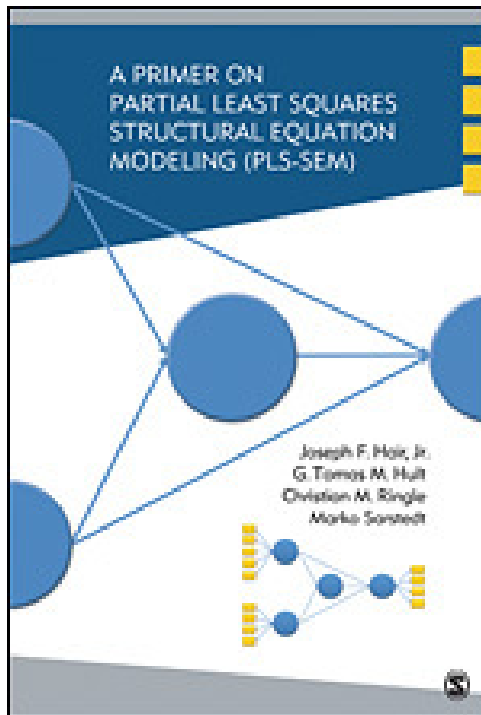 A PRIMER ON
PARTIAL LEAST SQUARES
STRUCTURAL EQUATION
MODELING (PLS-SEM)
Joseph F. Hair, Jr.
G. Tomas M. Hult
Christian M. Ringle
Marko Sarstedt